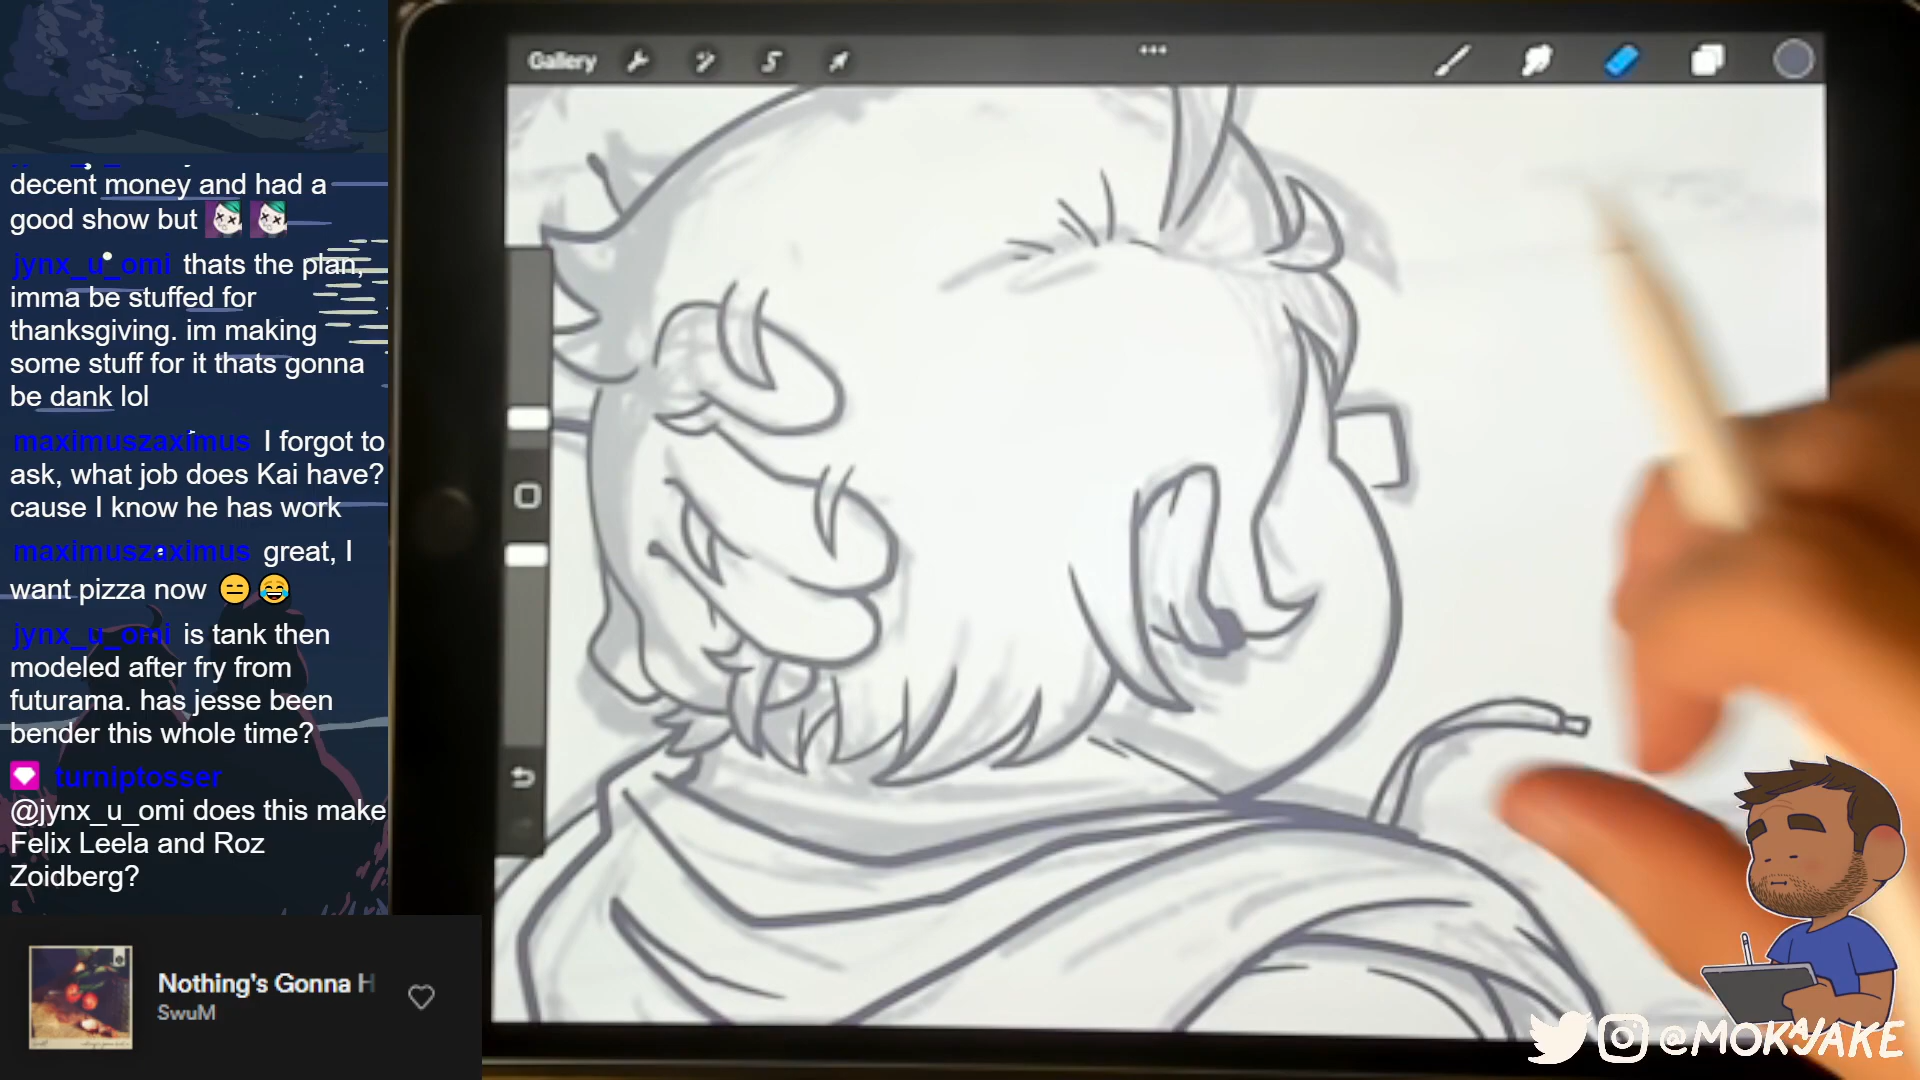 decent money and had a
good show but
jynx_u_omi thats the plan,
imma be stuffed for
thanksgiving. im making
some stuff for it thats gonna
be dank lol
maximuszaximus I forgot to
ask, what job does Kai have?
cause I know he has work
maximuszaximus great, I
want pizza now
jynx_u_omi is tank then
modeled after fry from
futurama. has jesse been
bender this whole time?
turniptosser
@jynx_u_omi does this make
Felix Leela and Roz
Zoidberg?
Nothing's Gonna H
SwuM
Gallery
@MOKAJAKE